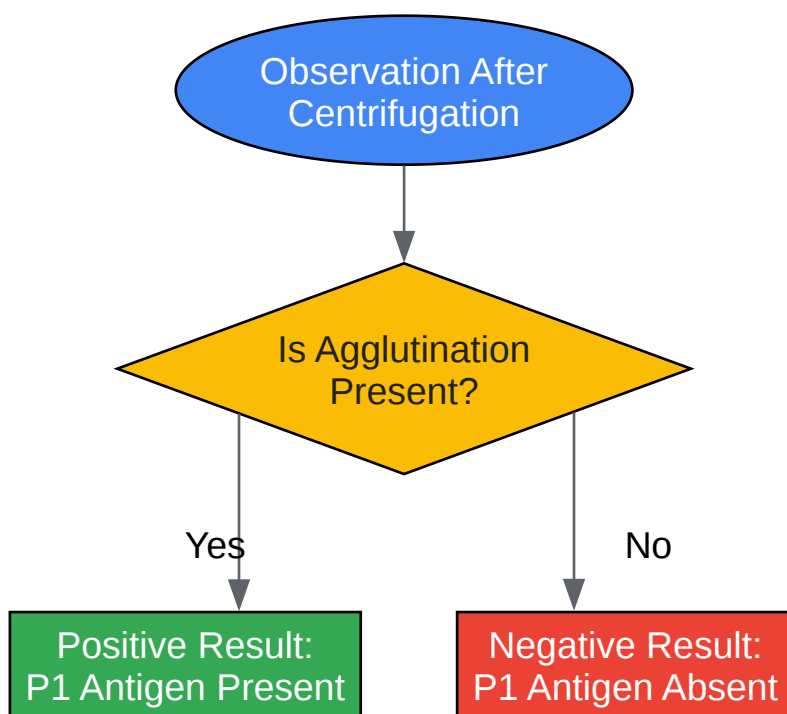 Observation After
Centrifugation
Is Agglutination
Present?
Yes
No
Positive Result:
P1 Antigen Present
Negative Result:
P1 Antigen Absent